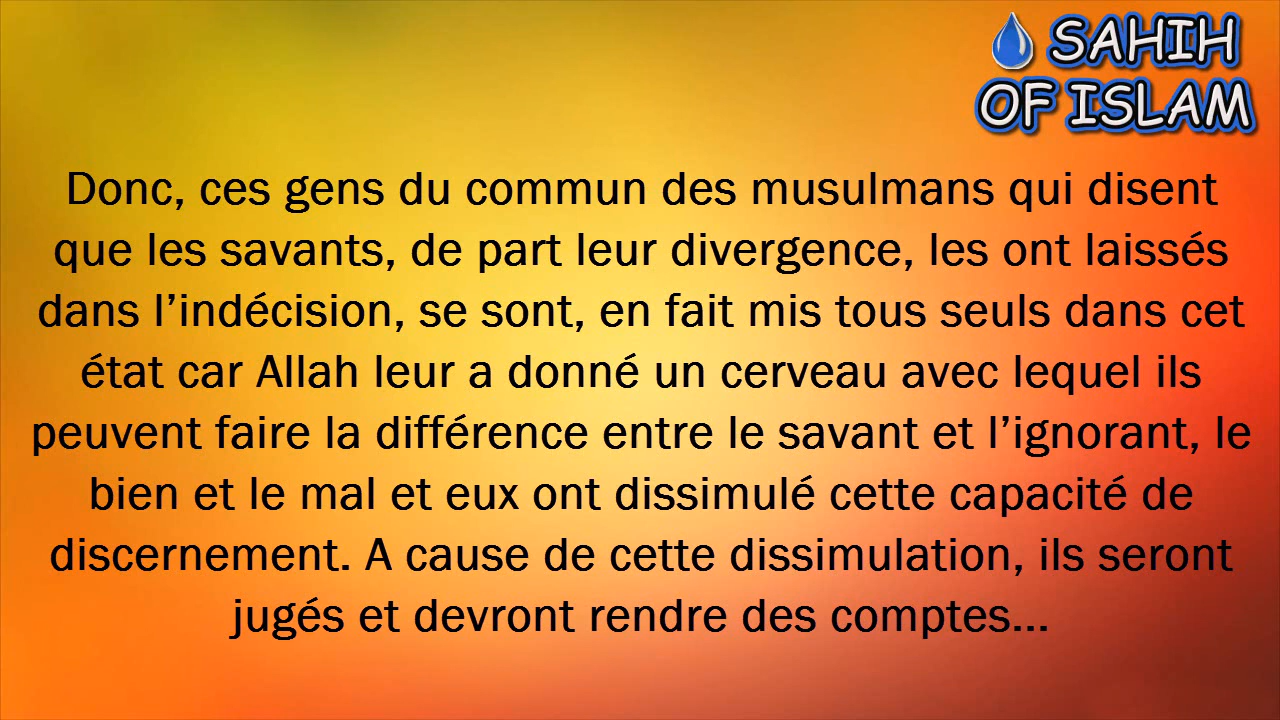 SAHIH
OF ISLAM
Donc, ces gens du commun des musulmans qui disent
que les savants, de part leur divergence, les ont laissés
dans l’indécision, se sont, en fait mis tous seuls dans cet
état car Allah leur a donné un cerveau avec lequel ils
peuvent faire la différence entre le savant et l’ignorant, le
bien et le mal et eux ont dissimulé cette capacité de
discernement. A cause de cette dissimulation, ils seront
jugés et devront rendre des comptes...